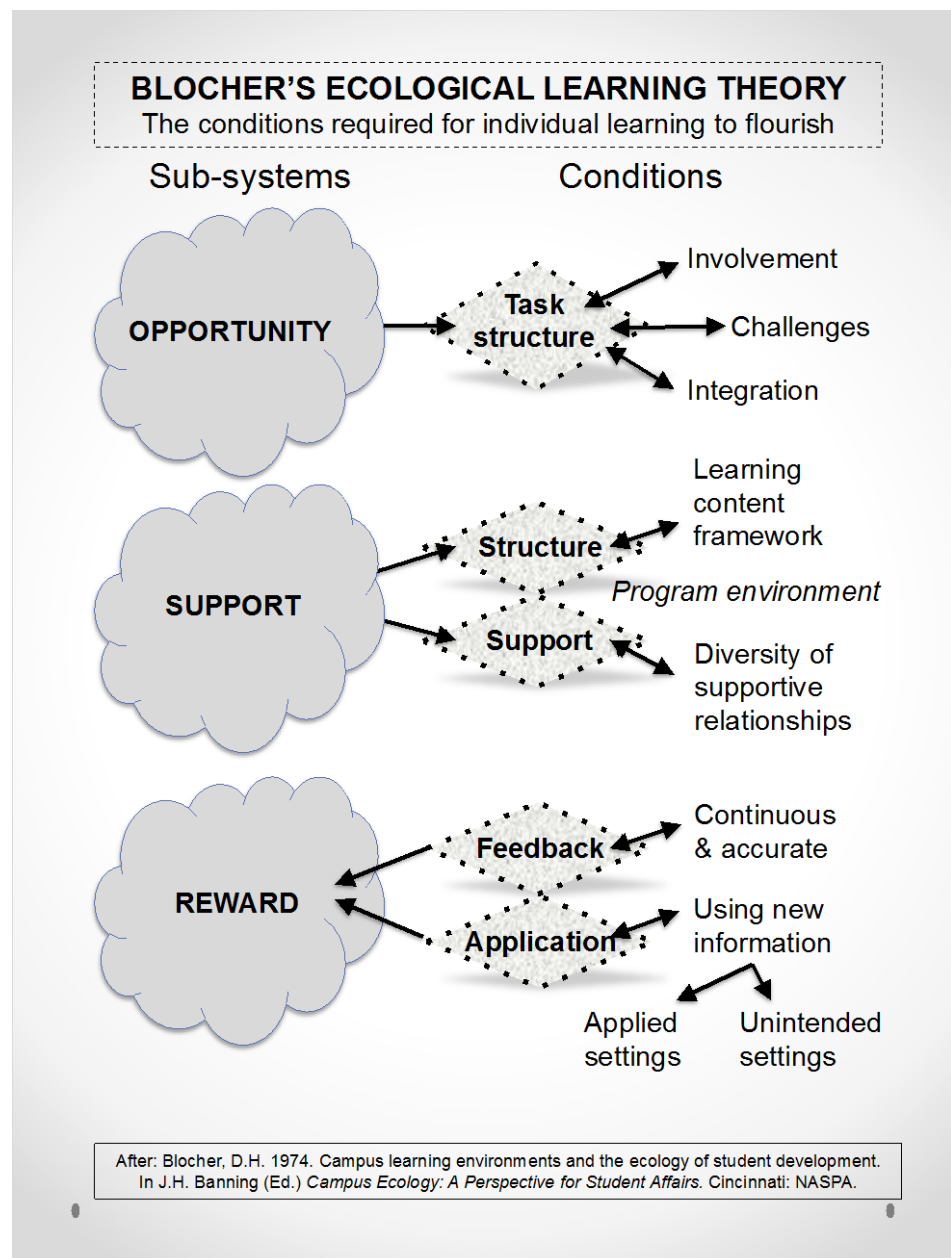 BLOCHER'S ECOLOGICAL LEARNING THEORY
The conditions required for individual learning to flourish
Sub-systems
Conditions
OPPORTUNITY
Task
structure
Involvement
Challenges
Integration
SUPPORT
Structure
Learning
content
framework
Program environment
Support
Diversity of
supportive
relationships
REWARD
Feedback
Continuous
& accurate
Application
Using new
information
Applied
settings
Unintended
settings
After: Blocher, D.H. 1974. Campus learning environments and the ecology of student development.
In J.H. Banning (Ed.) Campus Ecology: A Perspective for Student Affairs. Cincinnati: NASPA.